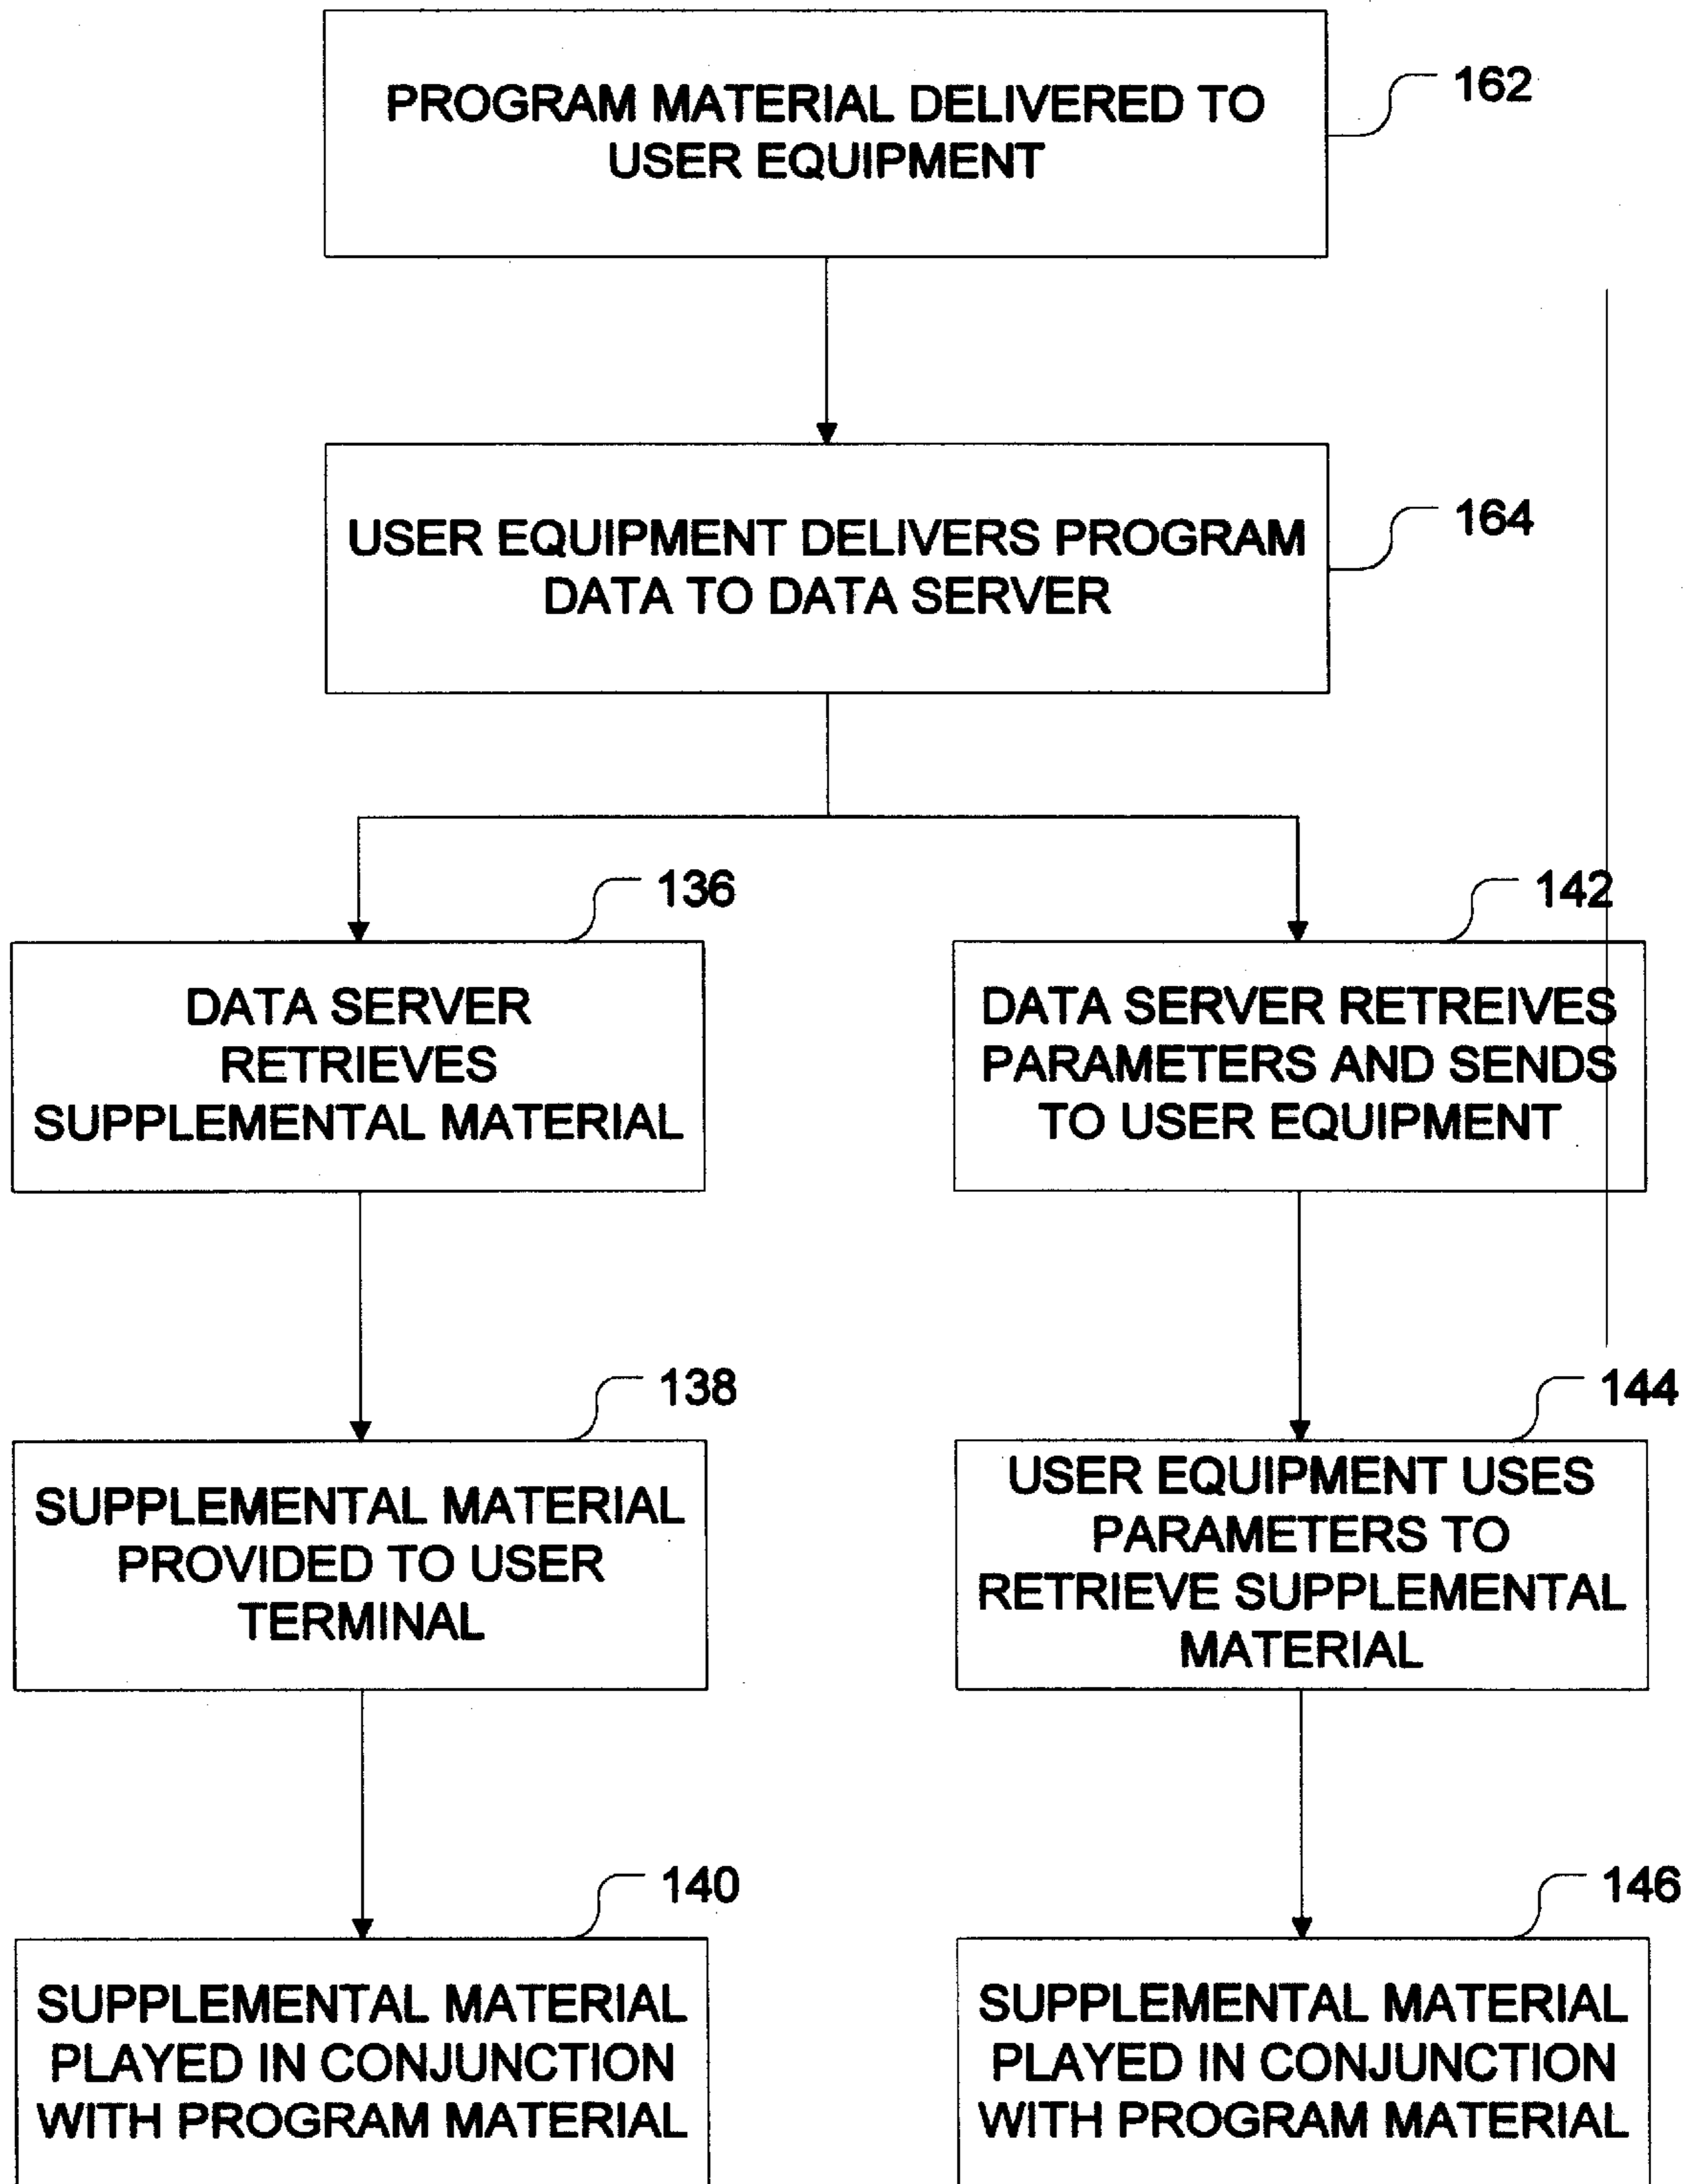 PROGRAM MATERIAL DELIVERED TO
USER EQUIPMENT
162
USER EQUIPMENT DELIVERS PROGRAM
DATA TO DATA SERVER
164
136
DATA SERVER
RETRIEVES
SUPPLEMENTAL MATERIAL
142
DATA SERVER RETREIVES
PARAMETERS AND SENDS
TO USER EQUIPMENT
138
SUPPLEMENTAL MATERIAL
PROVIDED TO USER
TERMINAL
144
USER EQUIPMENT USES
PARAMETERS TO
RETRIEVE SUPPLEMENTAL
MATERIAL
140
SUPPLEMENTAL MATERIAL
PLAYED IN CONJUNCTION
WITH PROGRAM MATERIAL
146
SUPPLEMENTAL MATERIAL
PLAYED IN CONJUNCTION
WITH PROGRAM MATERIAL